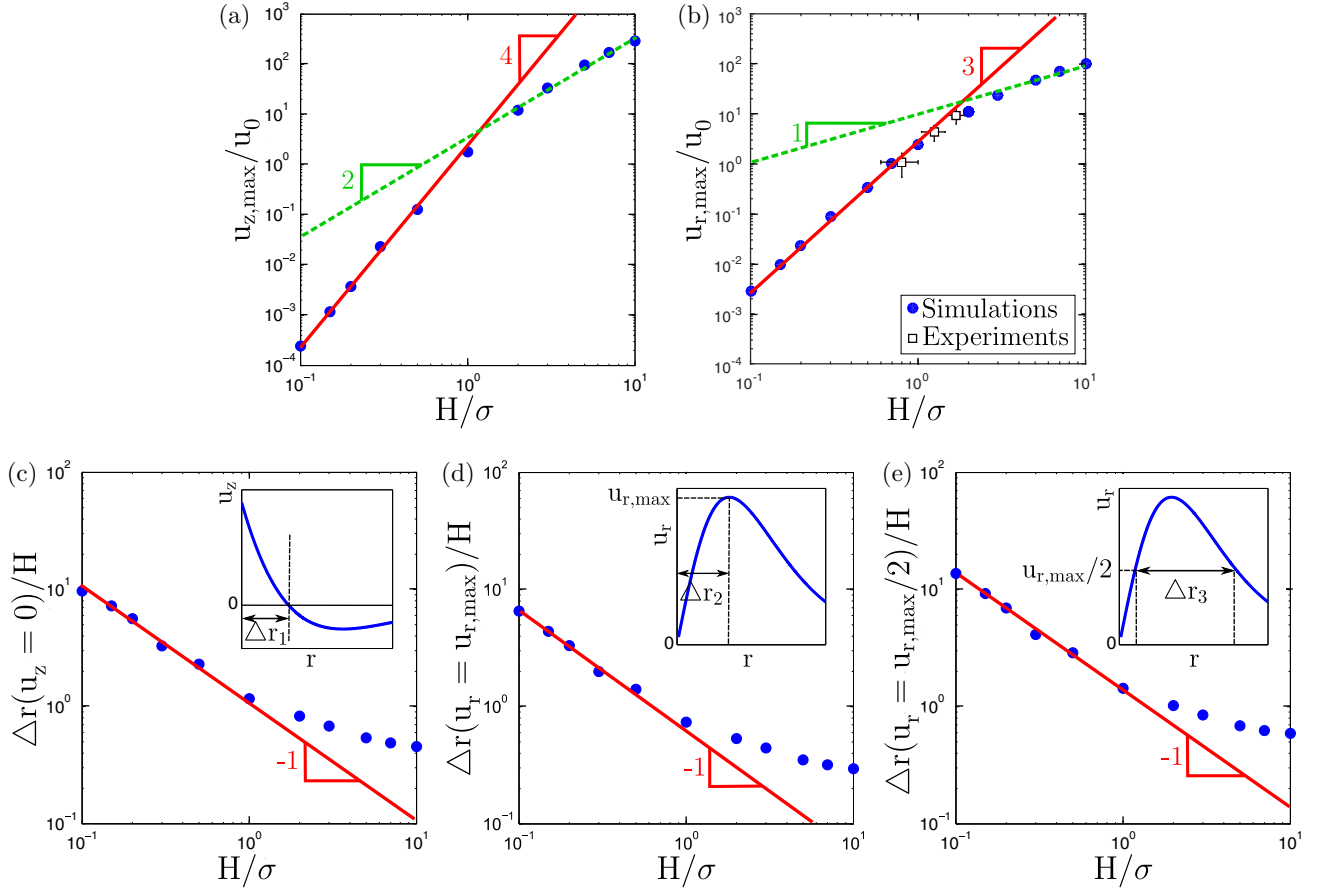 (a)
u_z,max/u_0
10^3
10^2
10^1
10^0
10^-1
10^-2
10^-3
10^-4
4
2
10^-1
10^0
10^1
H/σ
(b)
u_r,max/u_0
10^3
10^2
10^1
10^0
10^-1
10^-2
10^-3
10^-4
3
1
Simulations
Experiments
10^-1
10^0
10^1
H/σ
(c)
△r(u_z = 0)/H
10^2
10^1
10^0
10^-1
u_z
0
△r_1
r
-1
10^-1
10^0
10^1
H/σ
(d)
△r(u_r = u_r,max)/H
10^2
10^1
10^0
10^-1
u_r,max
u_r
△r_2
0
r
-1
10^-1
10^0
10^1
H/σ
(e)
△r(u_r = u_r,max/2)/H
10^2
10^1
10^0
10^-1
u_r
u_r,max/2
△r_3
0
r
-1
10^-1
10^0
10^1
H/σ